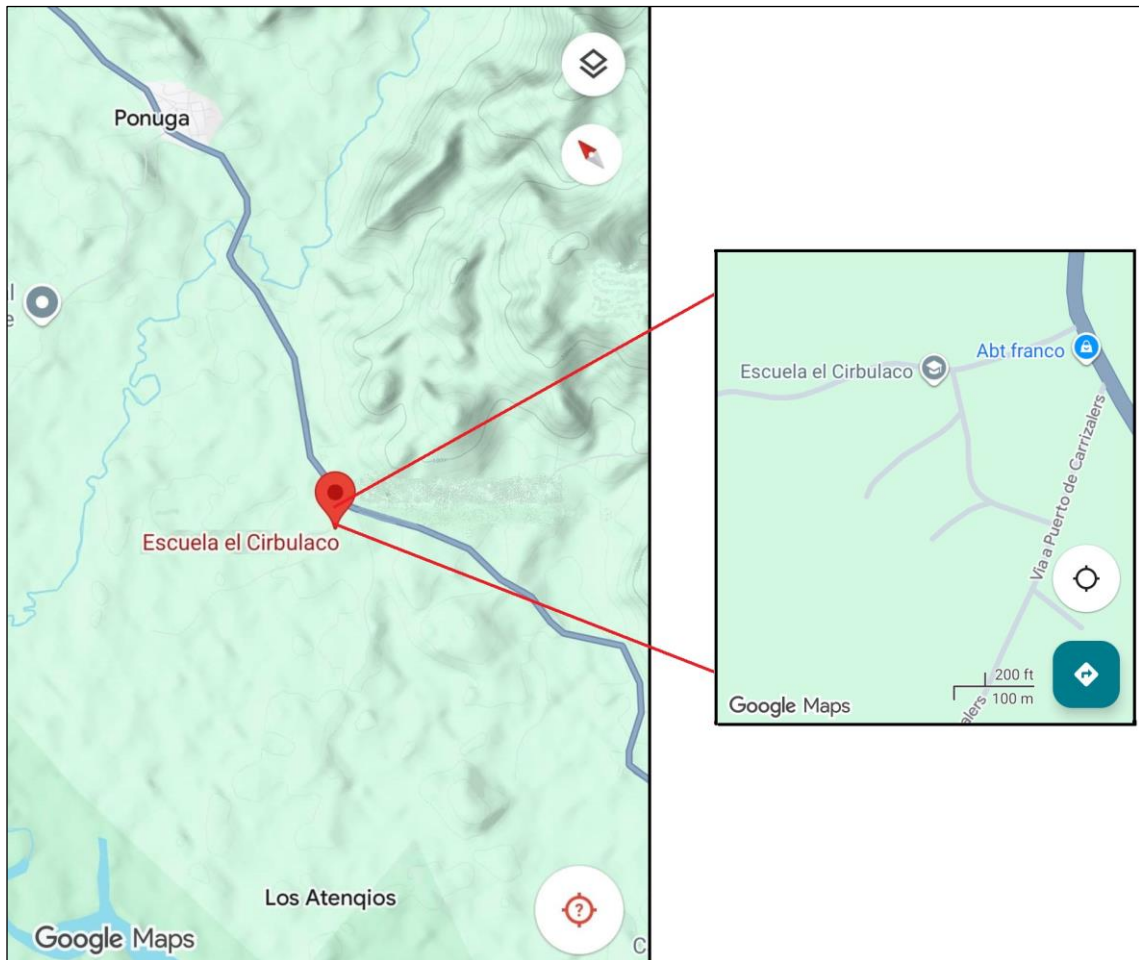 Ponuga
Escuela el Cirbulaco
Los Atenqios
C
Google Maps
l
e
?
Escuela el Cirbulaco
Abt franco
Via a Puerto de Carrizalers
alers
200 ft
100 m
Google Maps